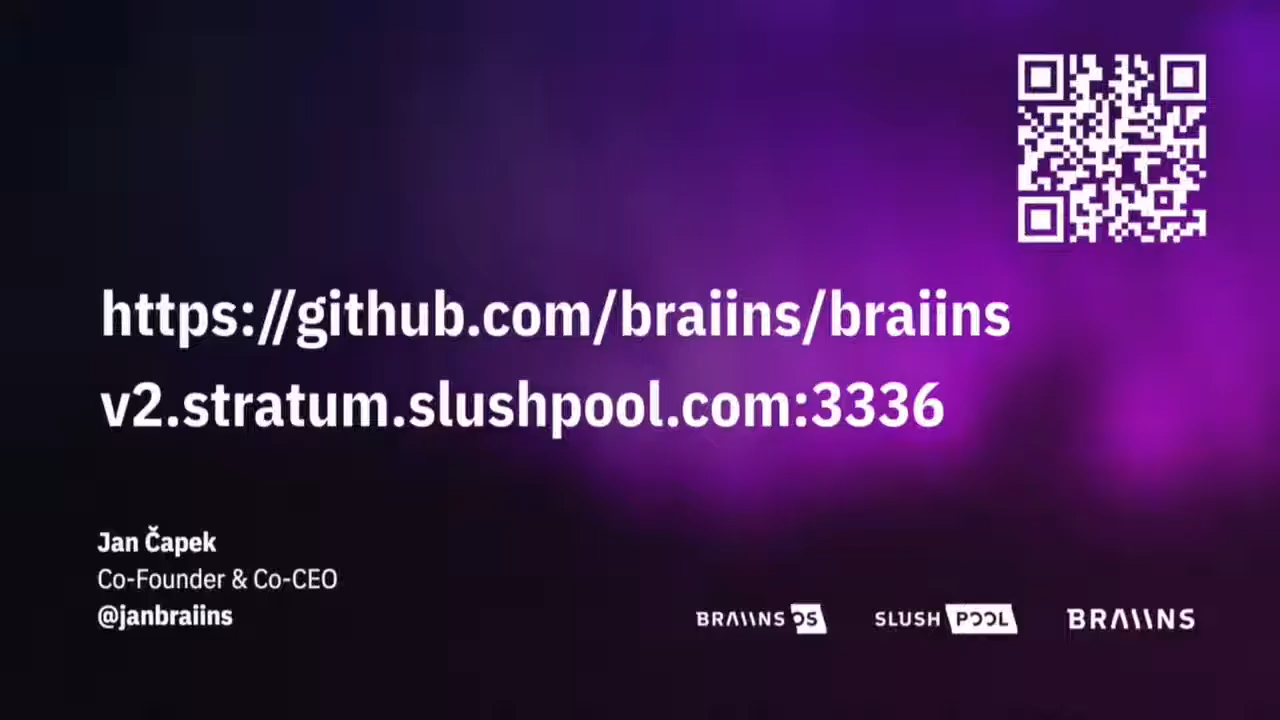 https://github.com/braiins/braiins
v2.stratum.slushpool.com:3336
Jan Čapek
Co-Founder & Co-CEO
@janbraiins
BRAIINS OS
SLUSH POOL
BRAIINS